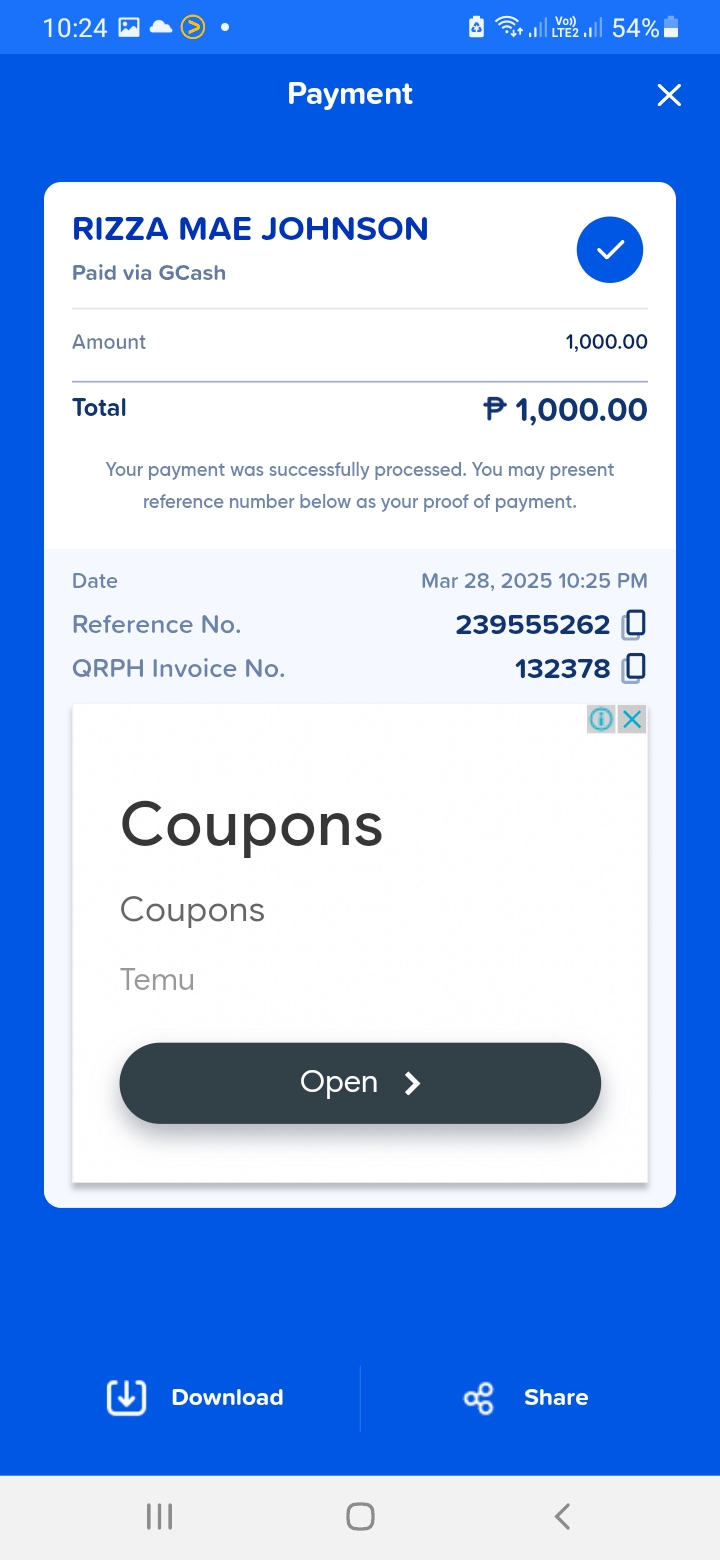 10:24 Vo)) LTE2 54%
Payment
RIZZA MAE JOHNSON
Paid via GCash
Amount 1,000.00
Total ₱ 1,000.00
Your payment was successfully processed. You may present
reference number below as your proof of payment.
Date Mar 28, 2025 10:25 PM
Reference No. 239555262
QRPH Invoice No. 132378
Coupons
Coupons
Temu
Open
Download Share